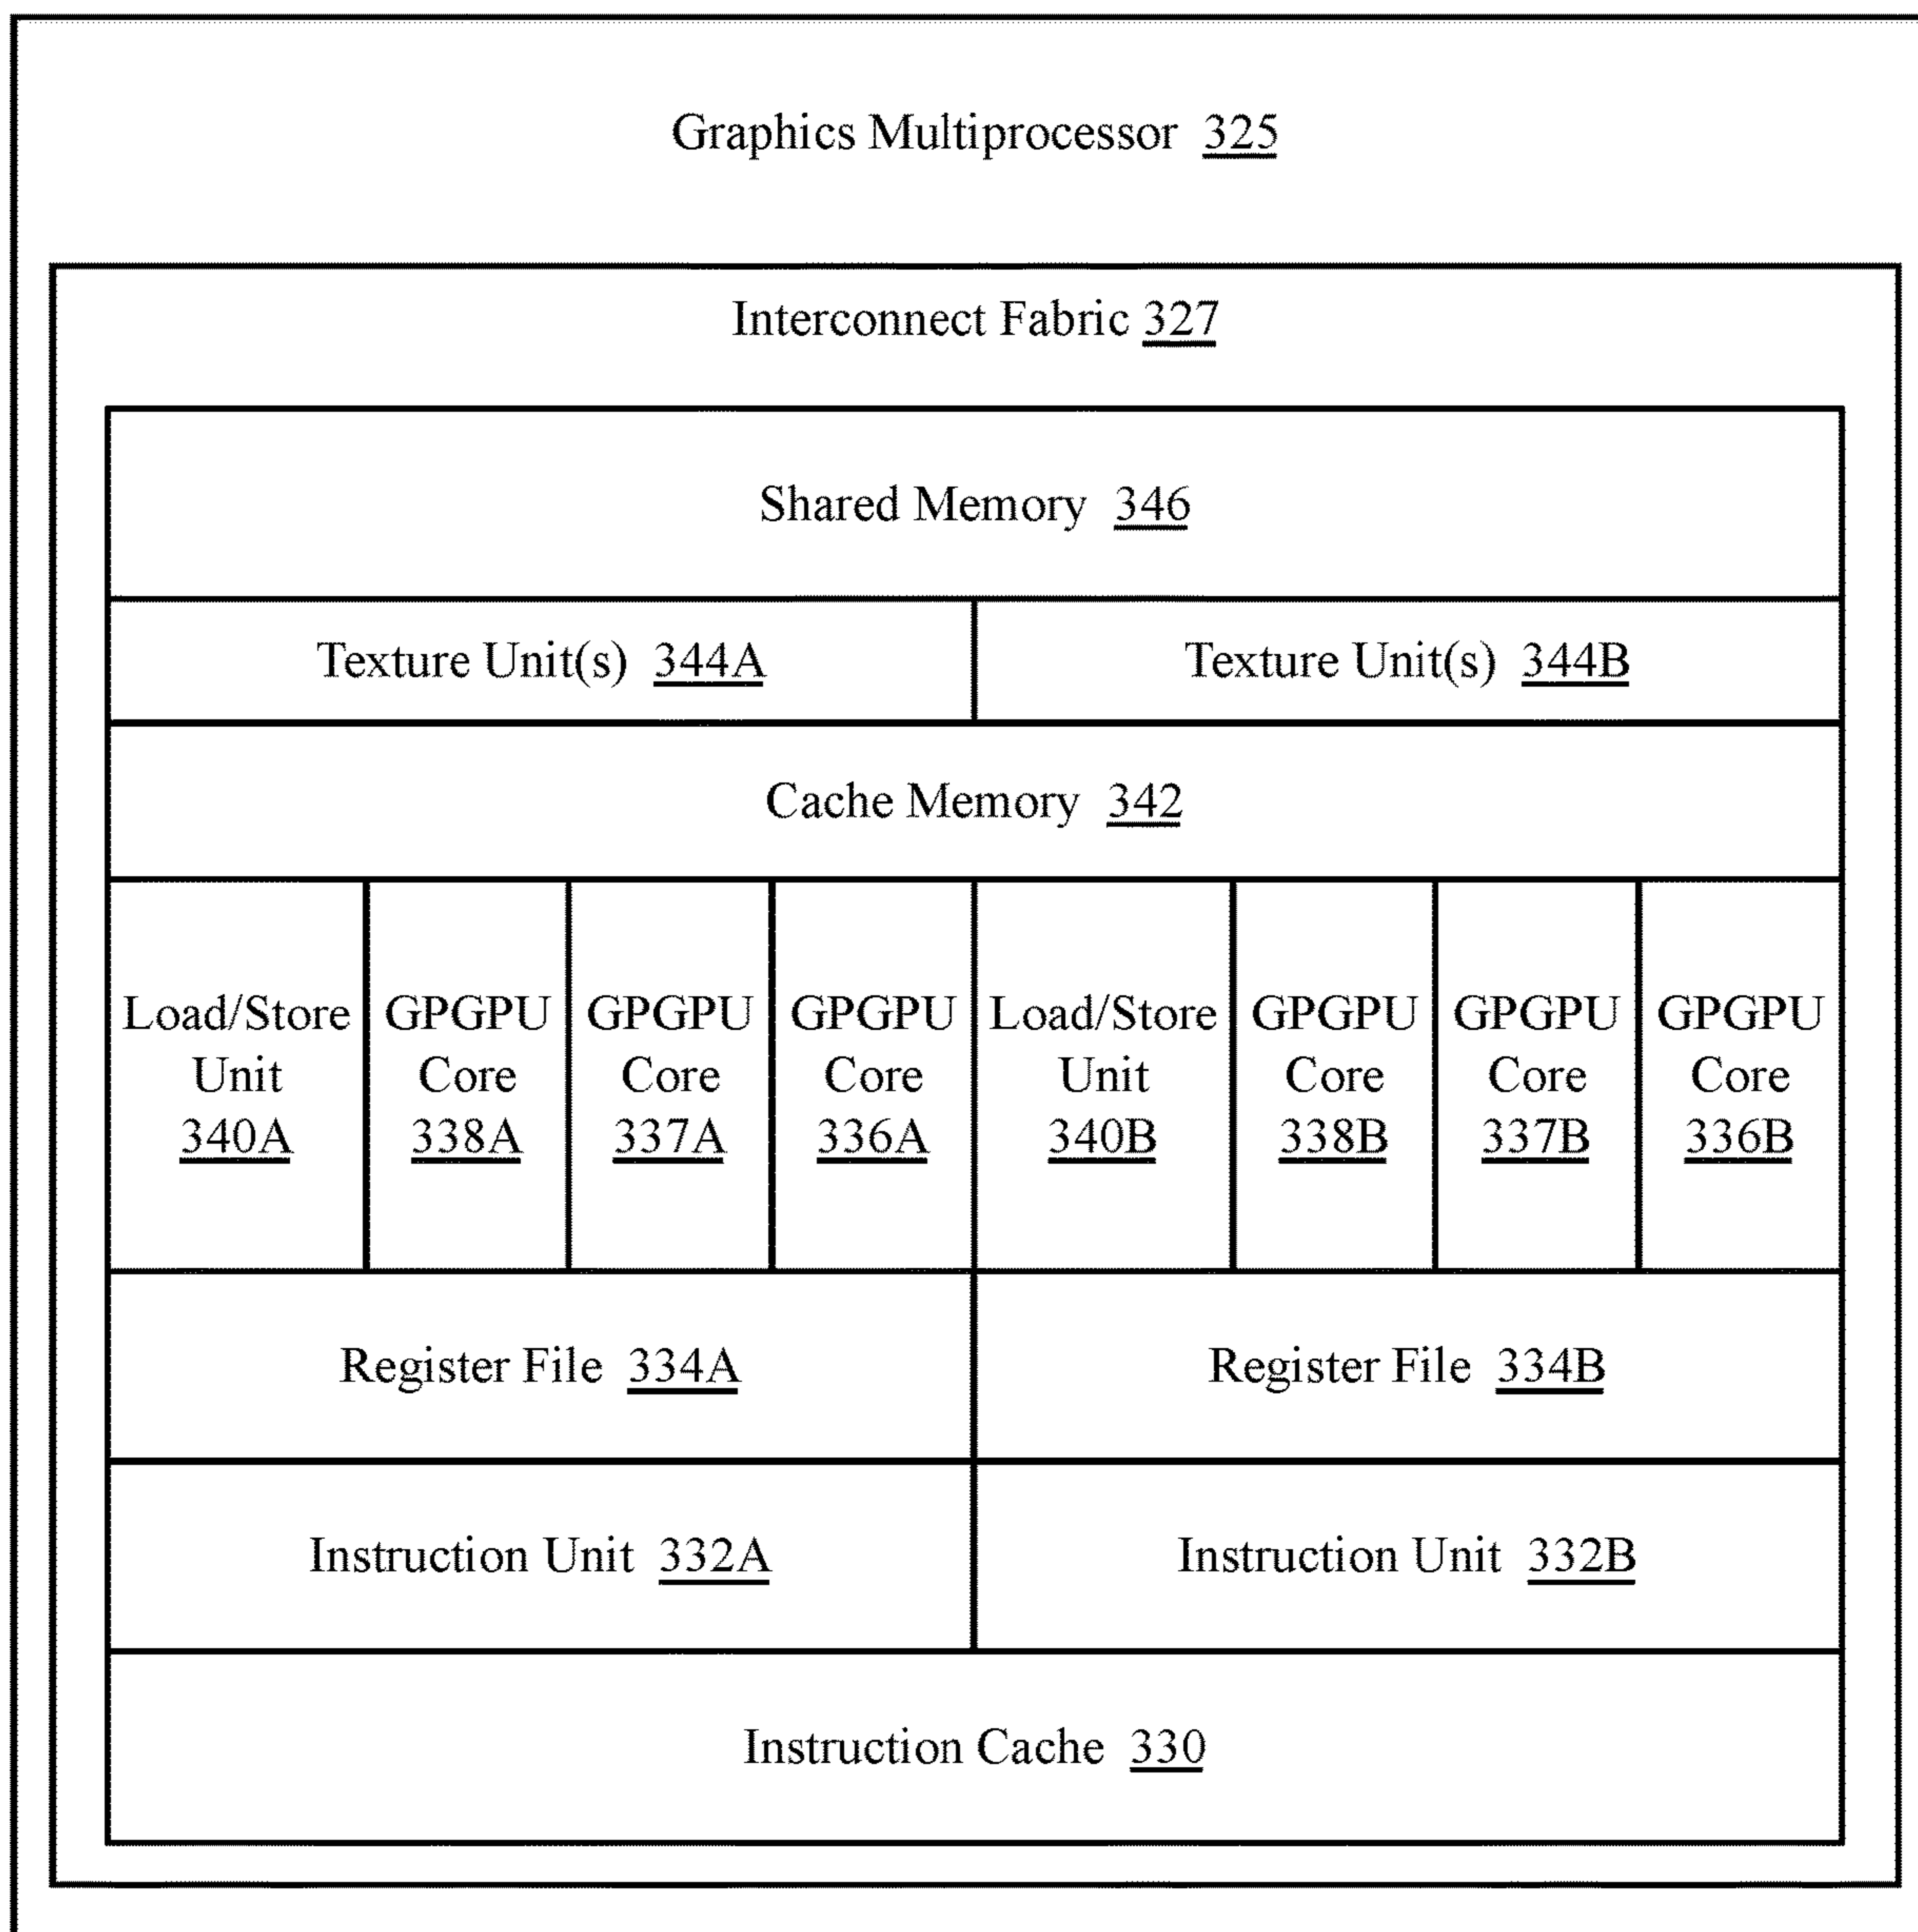 Graphics Multiprocessor 325
Interconnect Fabric 327
Shared Memory 346
Texture Unit(s) 344A
Texture Unit(s) 344B
Cache Memory 342
Load/Store
Unit
340A
GPGPU
Core
338A
GPGPU
Core
337A
GPGPU
Core
336A
Load/Store
Unit
340B
GPGPU
Core
338B
GPGPU
Core
337B
GPGPU
Core
336B
Register File 334A
Register File 334B
Instruction Unit 332A
Instruction Unit 332B
Instruction Cache 330